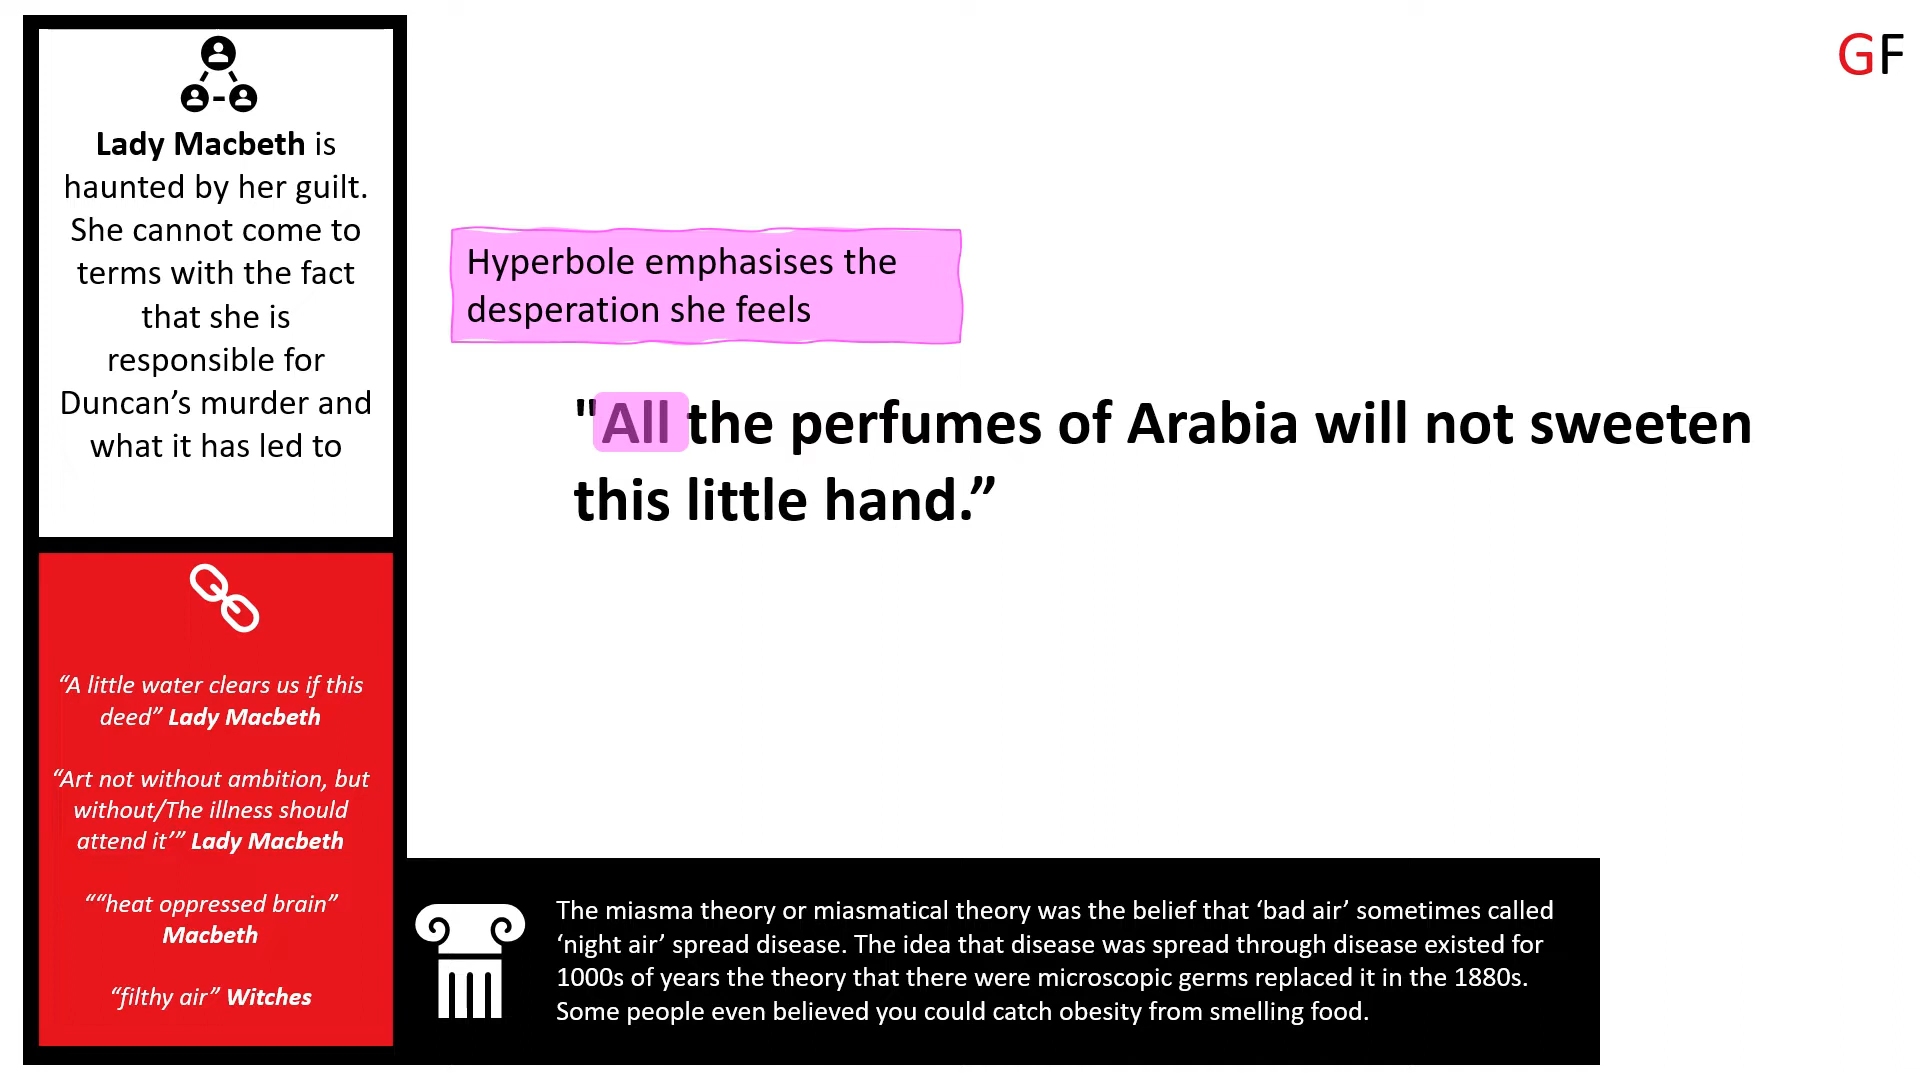 GF
Lady Macbeth is
haunted by her guilt.
She cannot come to
terms with the fact
that she is
responsible for
Duncan’s murder and
what it has led to
Hyperbole emphasises the
desperation she feels
"All the perfumes of Arabia will not sweeten
this little hand.”
“A little water clears us if this
deed” Lady Macbeth
“Art not without ambition, but
without/The illness should
attend it’” Lady Macbeth
““heat oppressed brain”
Macbeth
“filthy air” Witches
The miasma theory or miasmatical theory was the belief that ‘bad air’ sometimes called
‘night air’ spread disease. The idea that disease was spread through disease existed for
1000s of years the theory that there were microscopic germs replaced it in the 1880s.
Some people even believed you could catch obesity from smelling food.